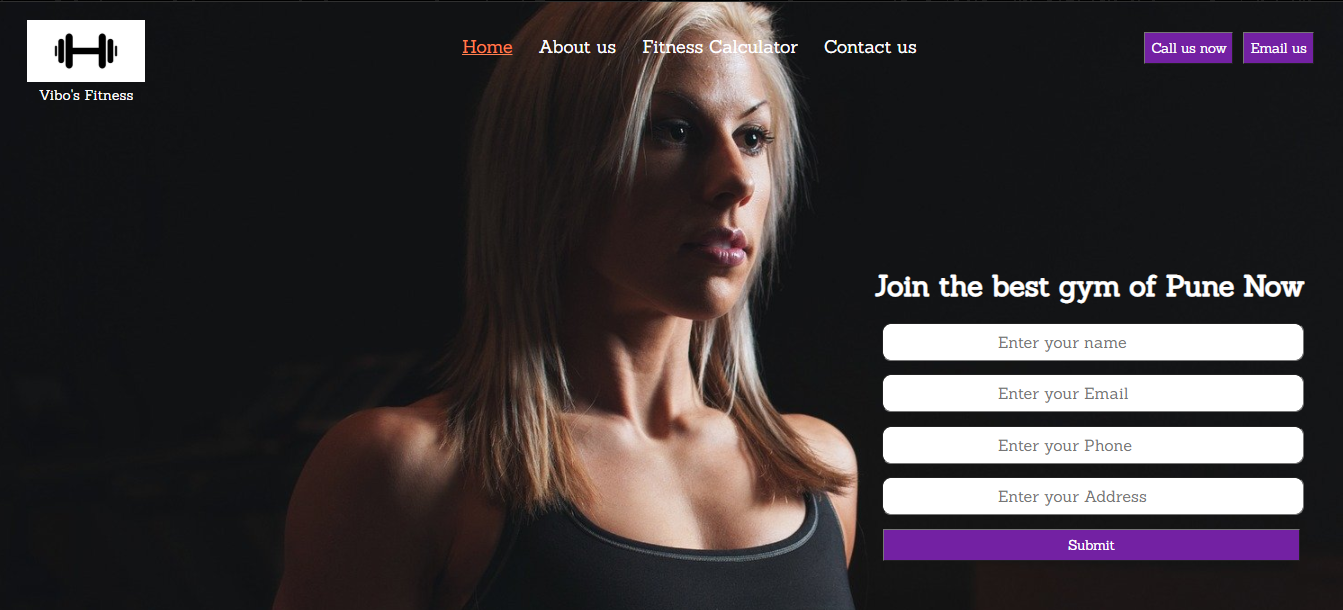 Home
About us
Fitness Calculator
Contact us
Call us now
Email us
Vibo's Fitness
Join the best gym of Pune Now
Enter your name
Enter your Email
Enter your Phone
Enter your Address
Submit